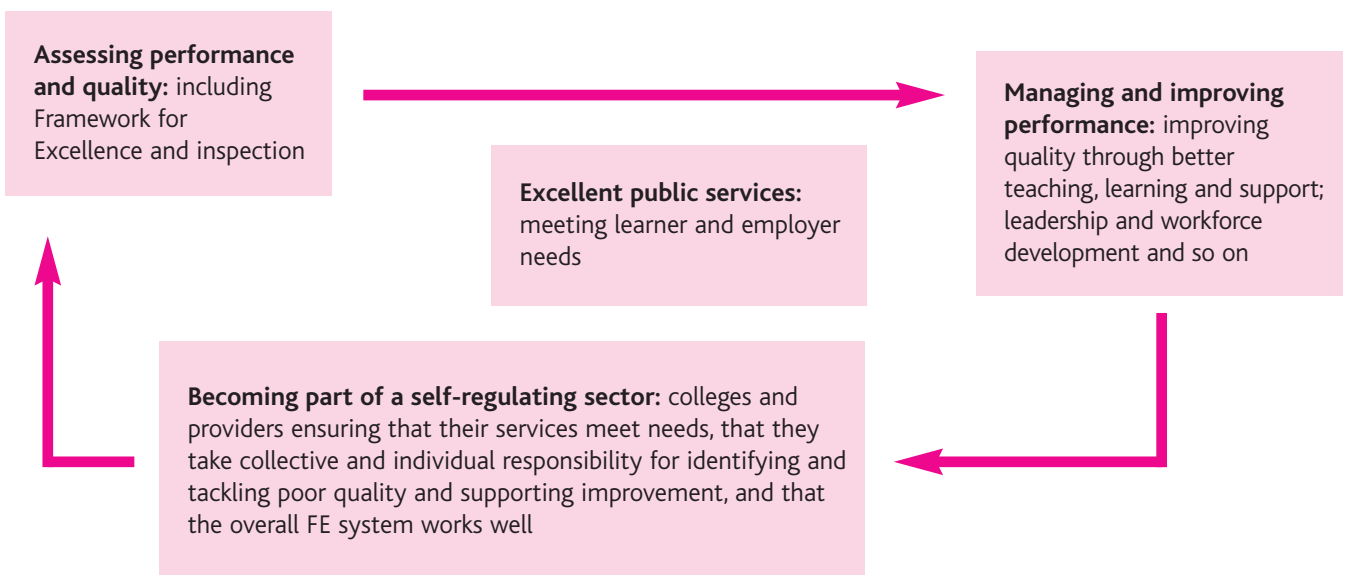 Assessing performance
and quality: including
Framework for
Excellence and inspection
Excellent public services:
meeting learner and employer
needs
Managing and improving
performance: improving
quality through better
teaching, learning and support;
leadership and workforce
development and so on
Becoming part of a self-regulating sector: colleges and
providers ensuring that their services meet needs, that they
take collective and individual responsibility for identifying and
tackling poor quality and supporting improvement, and that
the overall FE system works well